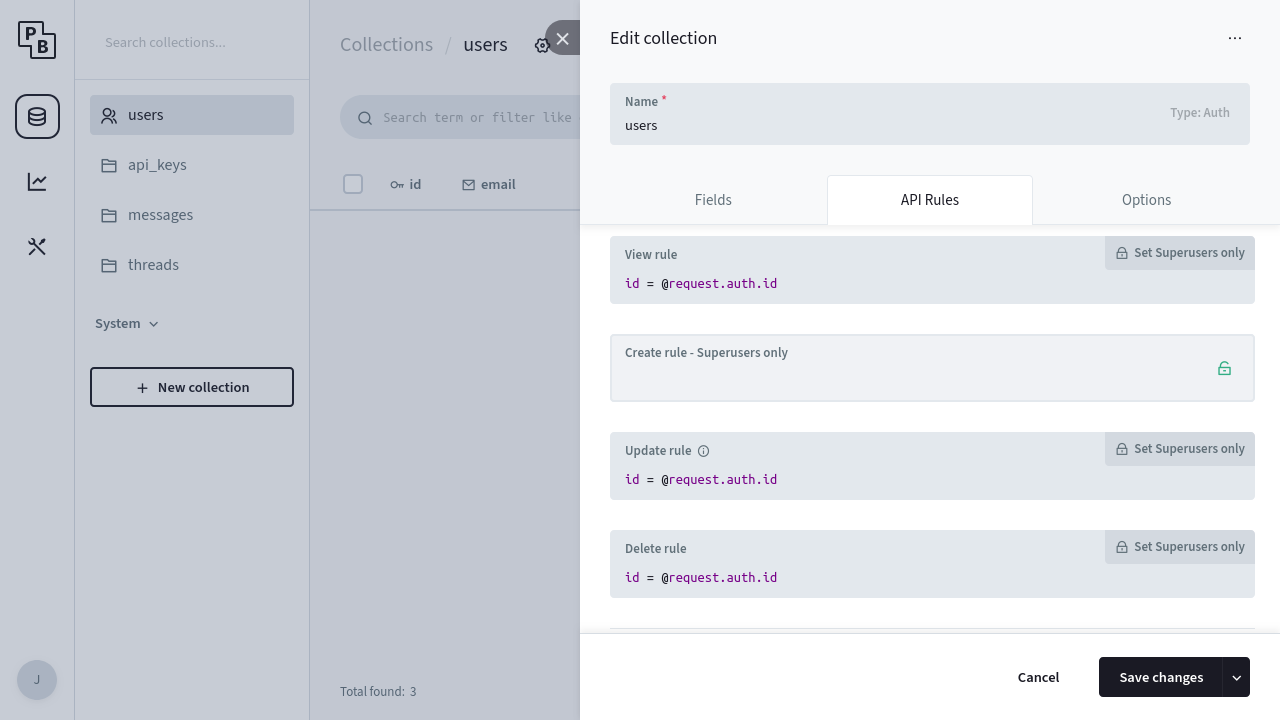 PB
Search collections...
users
api_keys
messages
threads
System
New collection
J
Collections / users
Search term or filter like
id
email
Total found: 3
Edit collection
...
Name *
users
Type: Auth
Fields
API Rules
Options
View rule
Set Superusers only
id = @request.auth.id
Create rule - Superusers only
Update rule
Set Superusers only
id = @request.auth.id
Delete rule
Set Superusers only
id = @request.auth.id
Cancel
Save changes